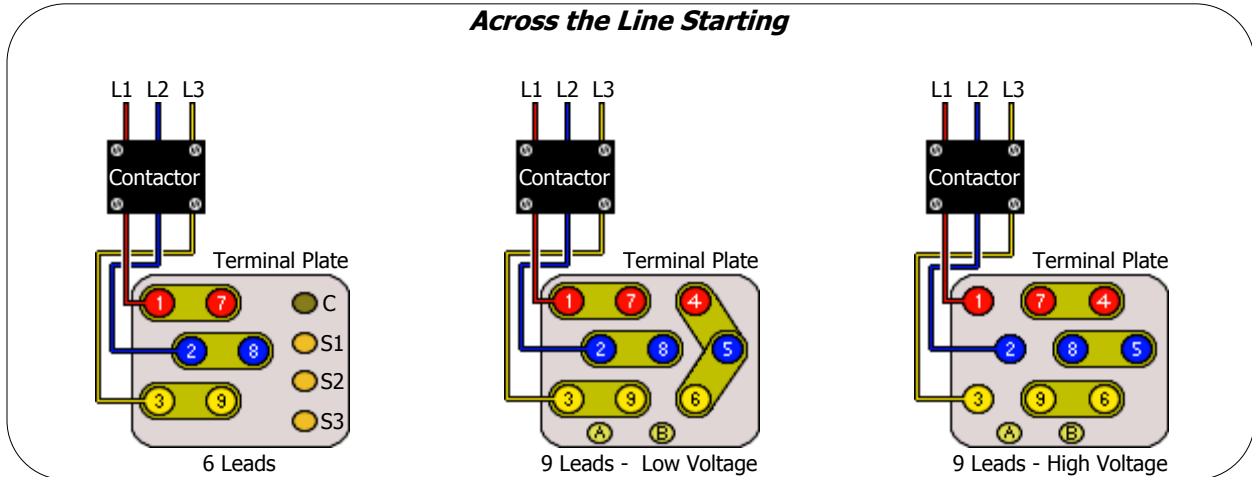 Across the Line Starting
L1 L2 L3
Contactor
Terminal Plate
1 7 C
2 8 S1
3 9 S2
S3
6 Leads
L1 L2 L3
Contactor
Terminal Plate
1 7 4
2 8 5
3 9 6
A B
9 Leads - Low Voltage
L1 L2 L3
Contactor
Terminal Plate
1 7 4
2 8 5
3 9 6
A B
9 Leads - High Voltage